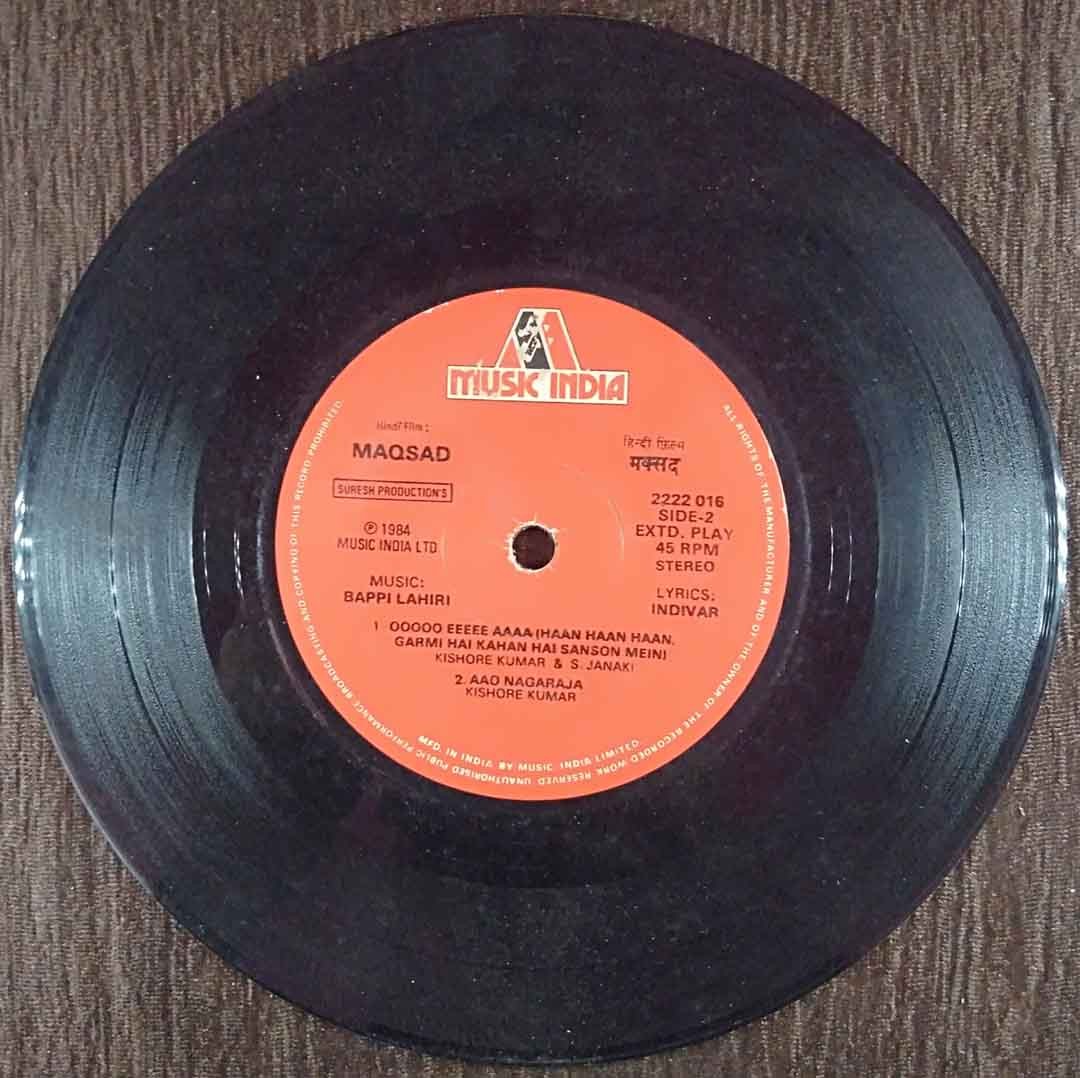 MUSIC INDIA
Hindi Film :
MAQSAD
SURESH PRODUCTION'S
℗ 1984
MUSIC INDIA LTD
MUSIC:
BAPPI LAHIRI
हिन्दी फ़िल्म
मक्सद
2222 016
SIDE-2
EXTD. PLAY
45 RPM
STEREO
LYRICS:
INDIVAR
1 OOOOO EEEEE AAAA (HAAN HAAN HAAN,
GARMI HAI KAHAN HAI SANSON MEIN)
KISHORE KUMAR & S. JANAKI
2. AAO NAGARAJA
KISHORE KUMAR
MFD. IN INDIA BY MUSIC INDIA LIMITED
ALL RIGHTS OF THE MANUFACTURER AND OF THE OWNER OF THE RECORDED WORK RESERVED UNAUTHORISED PUBLIC PERFORMANCE BROADCASTING AND COPYING OF THIS RECORD PROHIBITED